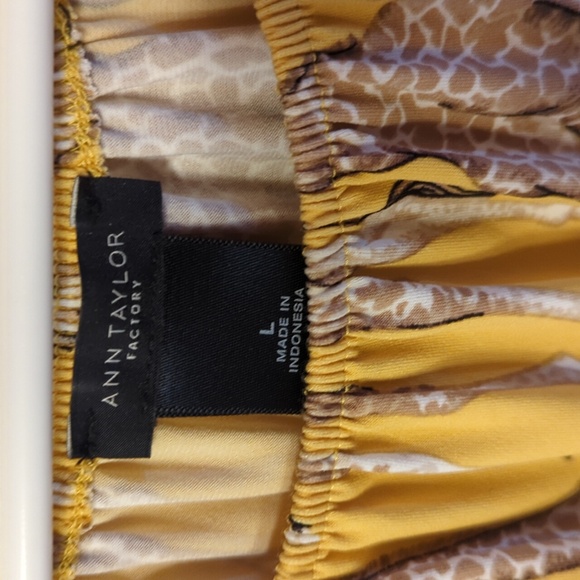 ANN TAYLOR
FACTORY
L
MADE IN
INDONESIA